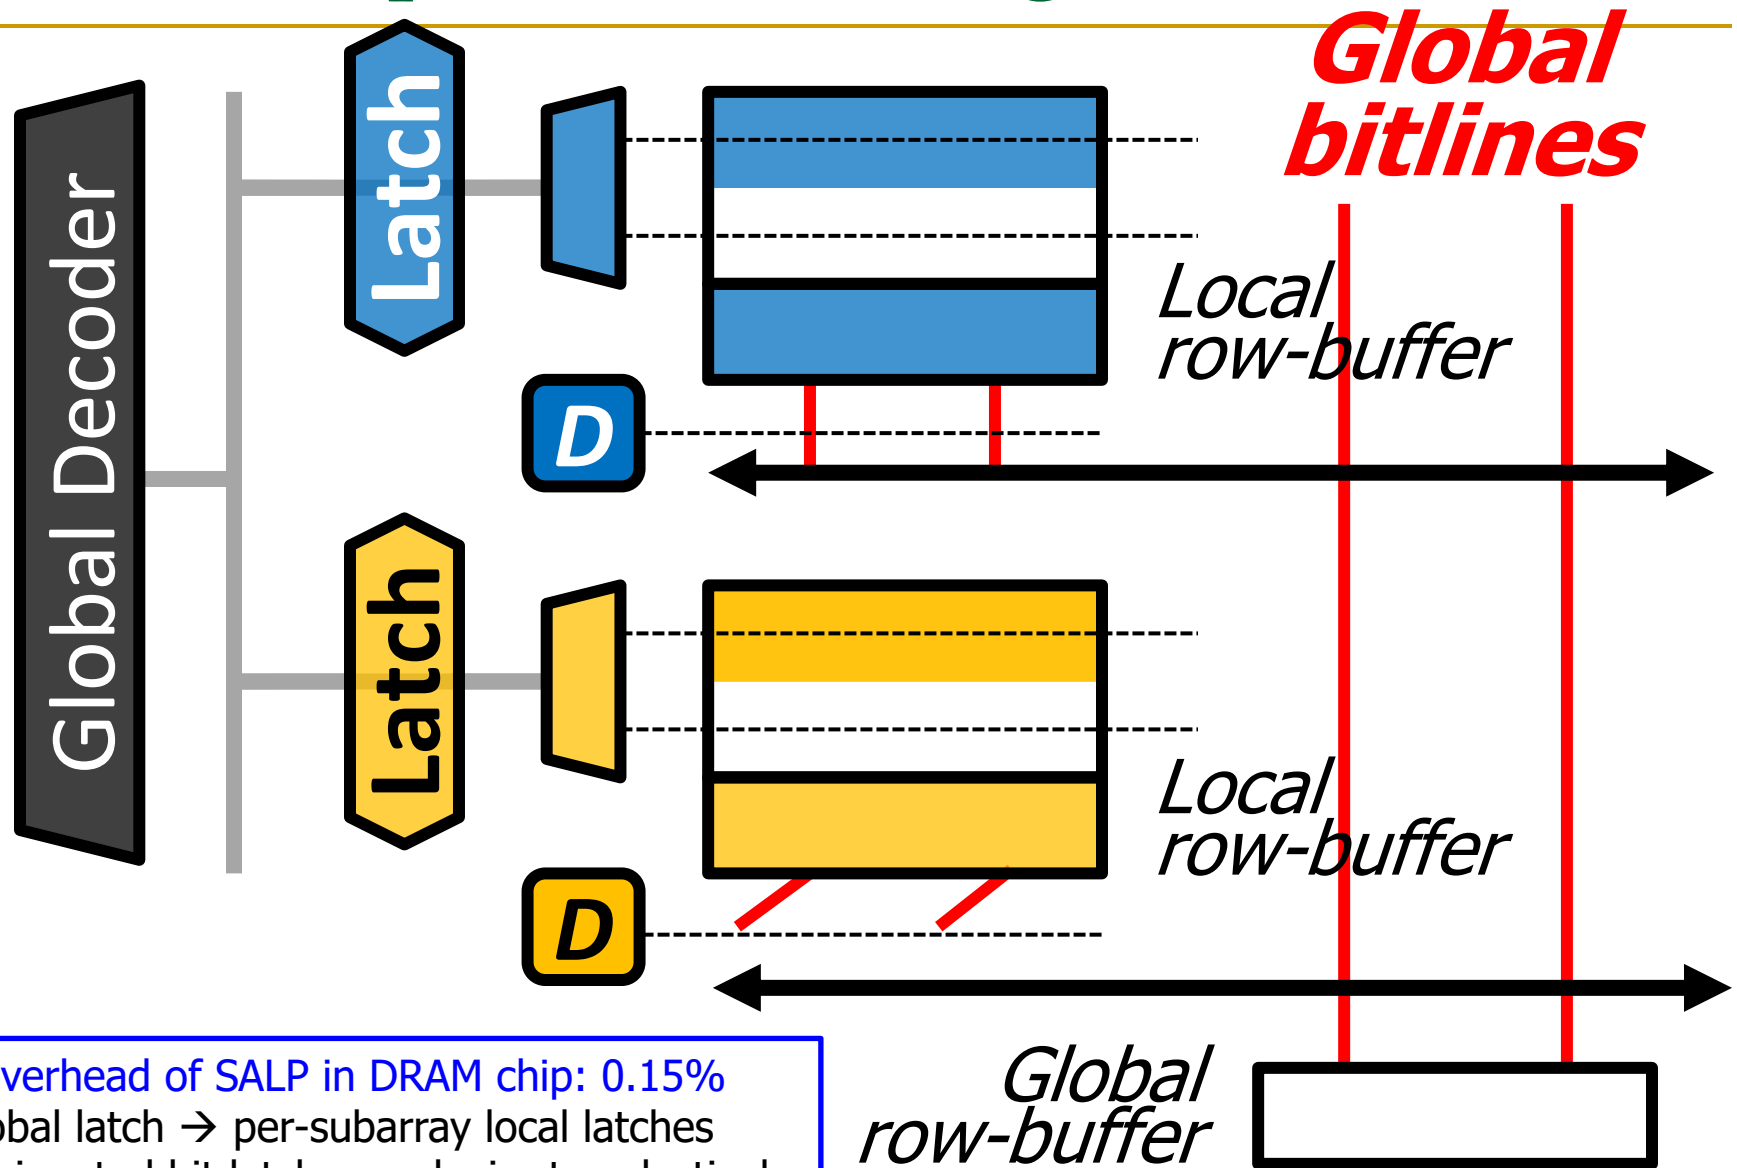 Global
bitlines
Global Decoder
Latch
Local
row-buffer
D
Latch
Local
row-buffer
D
Global
row-buffer
verhead of SALP in DRAM chip: 0.15%
obal latch → per-subarray local latches